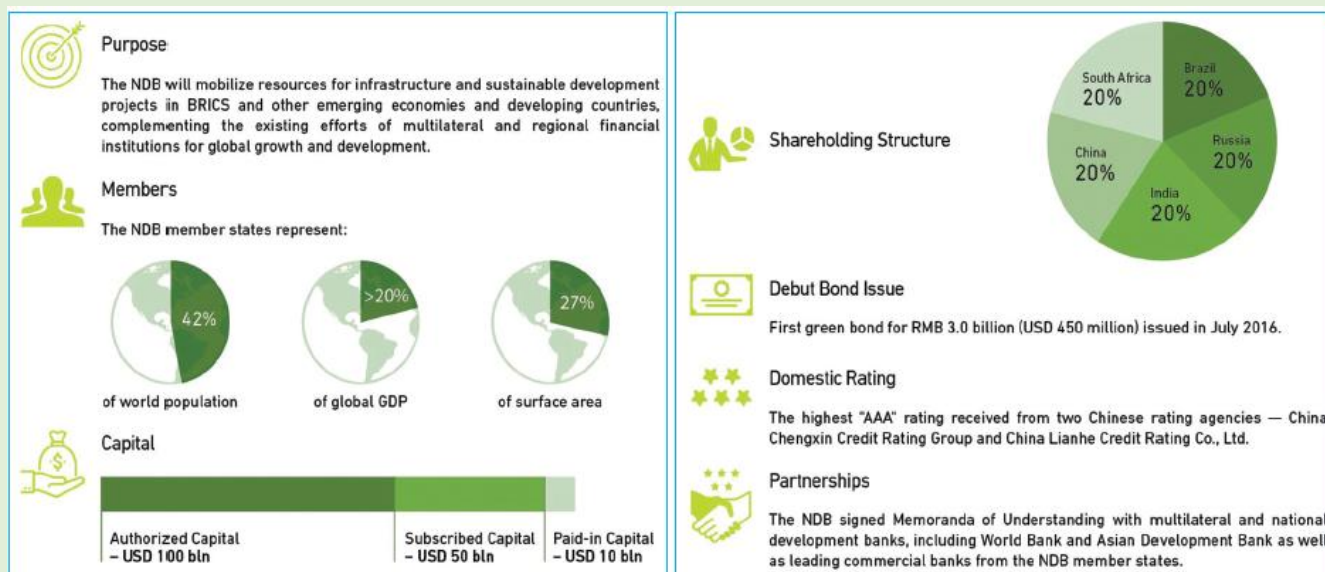 Purpose
The NDB will mobilize resources for infrastructure and sustainable development
projects in BRICS and other emerging economies and developing countries,
complementing the existing efforts of multilateral and regional financial
institutions for global growth and development.
Members
The NDB member states represent:
42%
>20%
27%
of world population
of global GDP
of surface area
Capital
$
Authorized Capital
– USD 100 bln
Subscribed Capital
– USD 50 bln
Paid-in Capital
– USD 10 bln
Shareholding Structure
South Africa
20%
Brazil
20%
China
20%
Russia
20%
India
20%
Debut Bond Issue
First green bond for RMB 3.0 billion (USD 450 million) issued in July 2016.
Domestic Rating
The highest "AAA" rating received from two Chinese rating agencies — China
Chengxin Credit Rating Group and China Lianhe Credit Rating Co., Ltd.
Partnerships
The NDB signed Memoranda of Understanding with multilateral and national
development banks, including World Bank and Asian Development Bank as well
as leading commercial banks from the NDB member states.